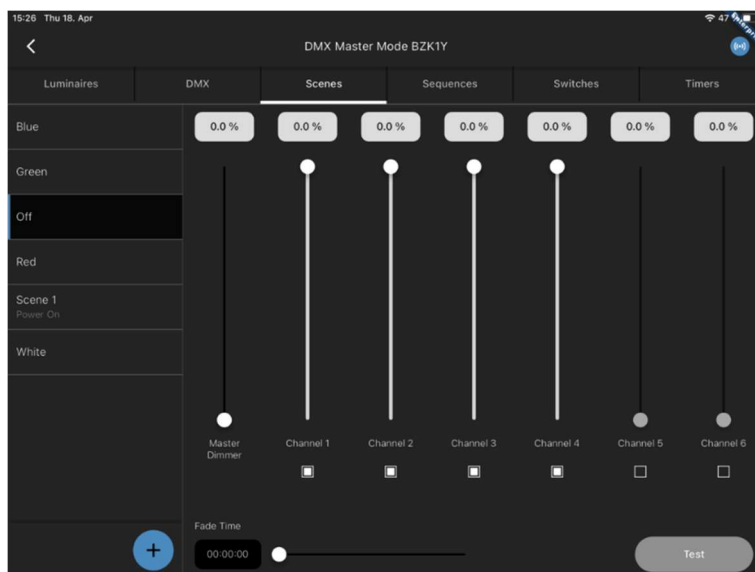 15:26 Thu 18. Apr
47
DMX Master Mode BZK1Y
Luminaires DMX Scenes Sequences Switches Timers
Blue
Green
Off
Red
Scene 1
Power On
White
0.0 % 0.0 % 0.0 % 0.0 % 0.0 % 0.0 % 0.0 %
Master
Dimmer
Channel 1 Channel 2 Channel 3 Channel 4 Channel 5 Channel 6
Fade Time
00:00:00
Test